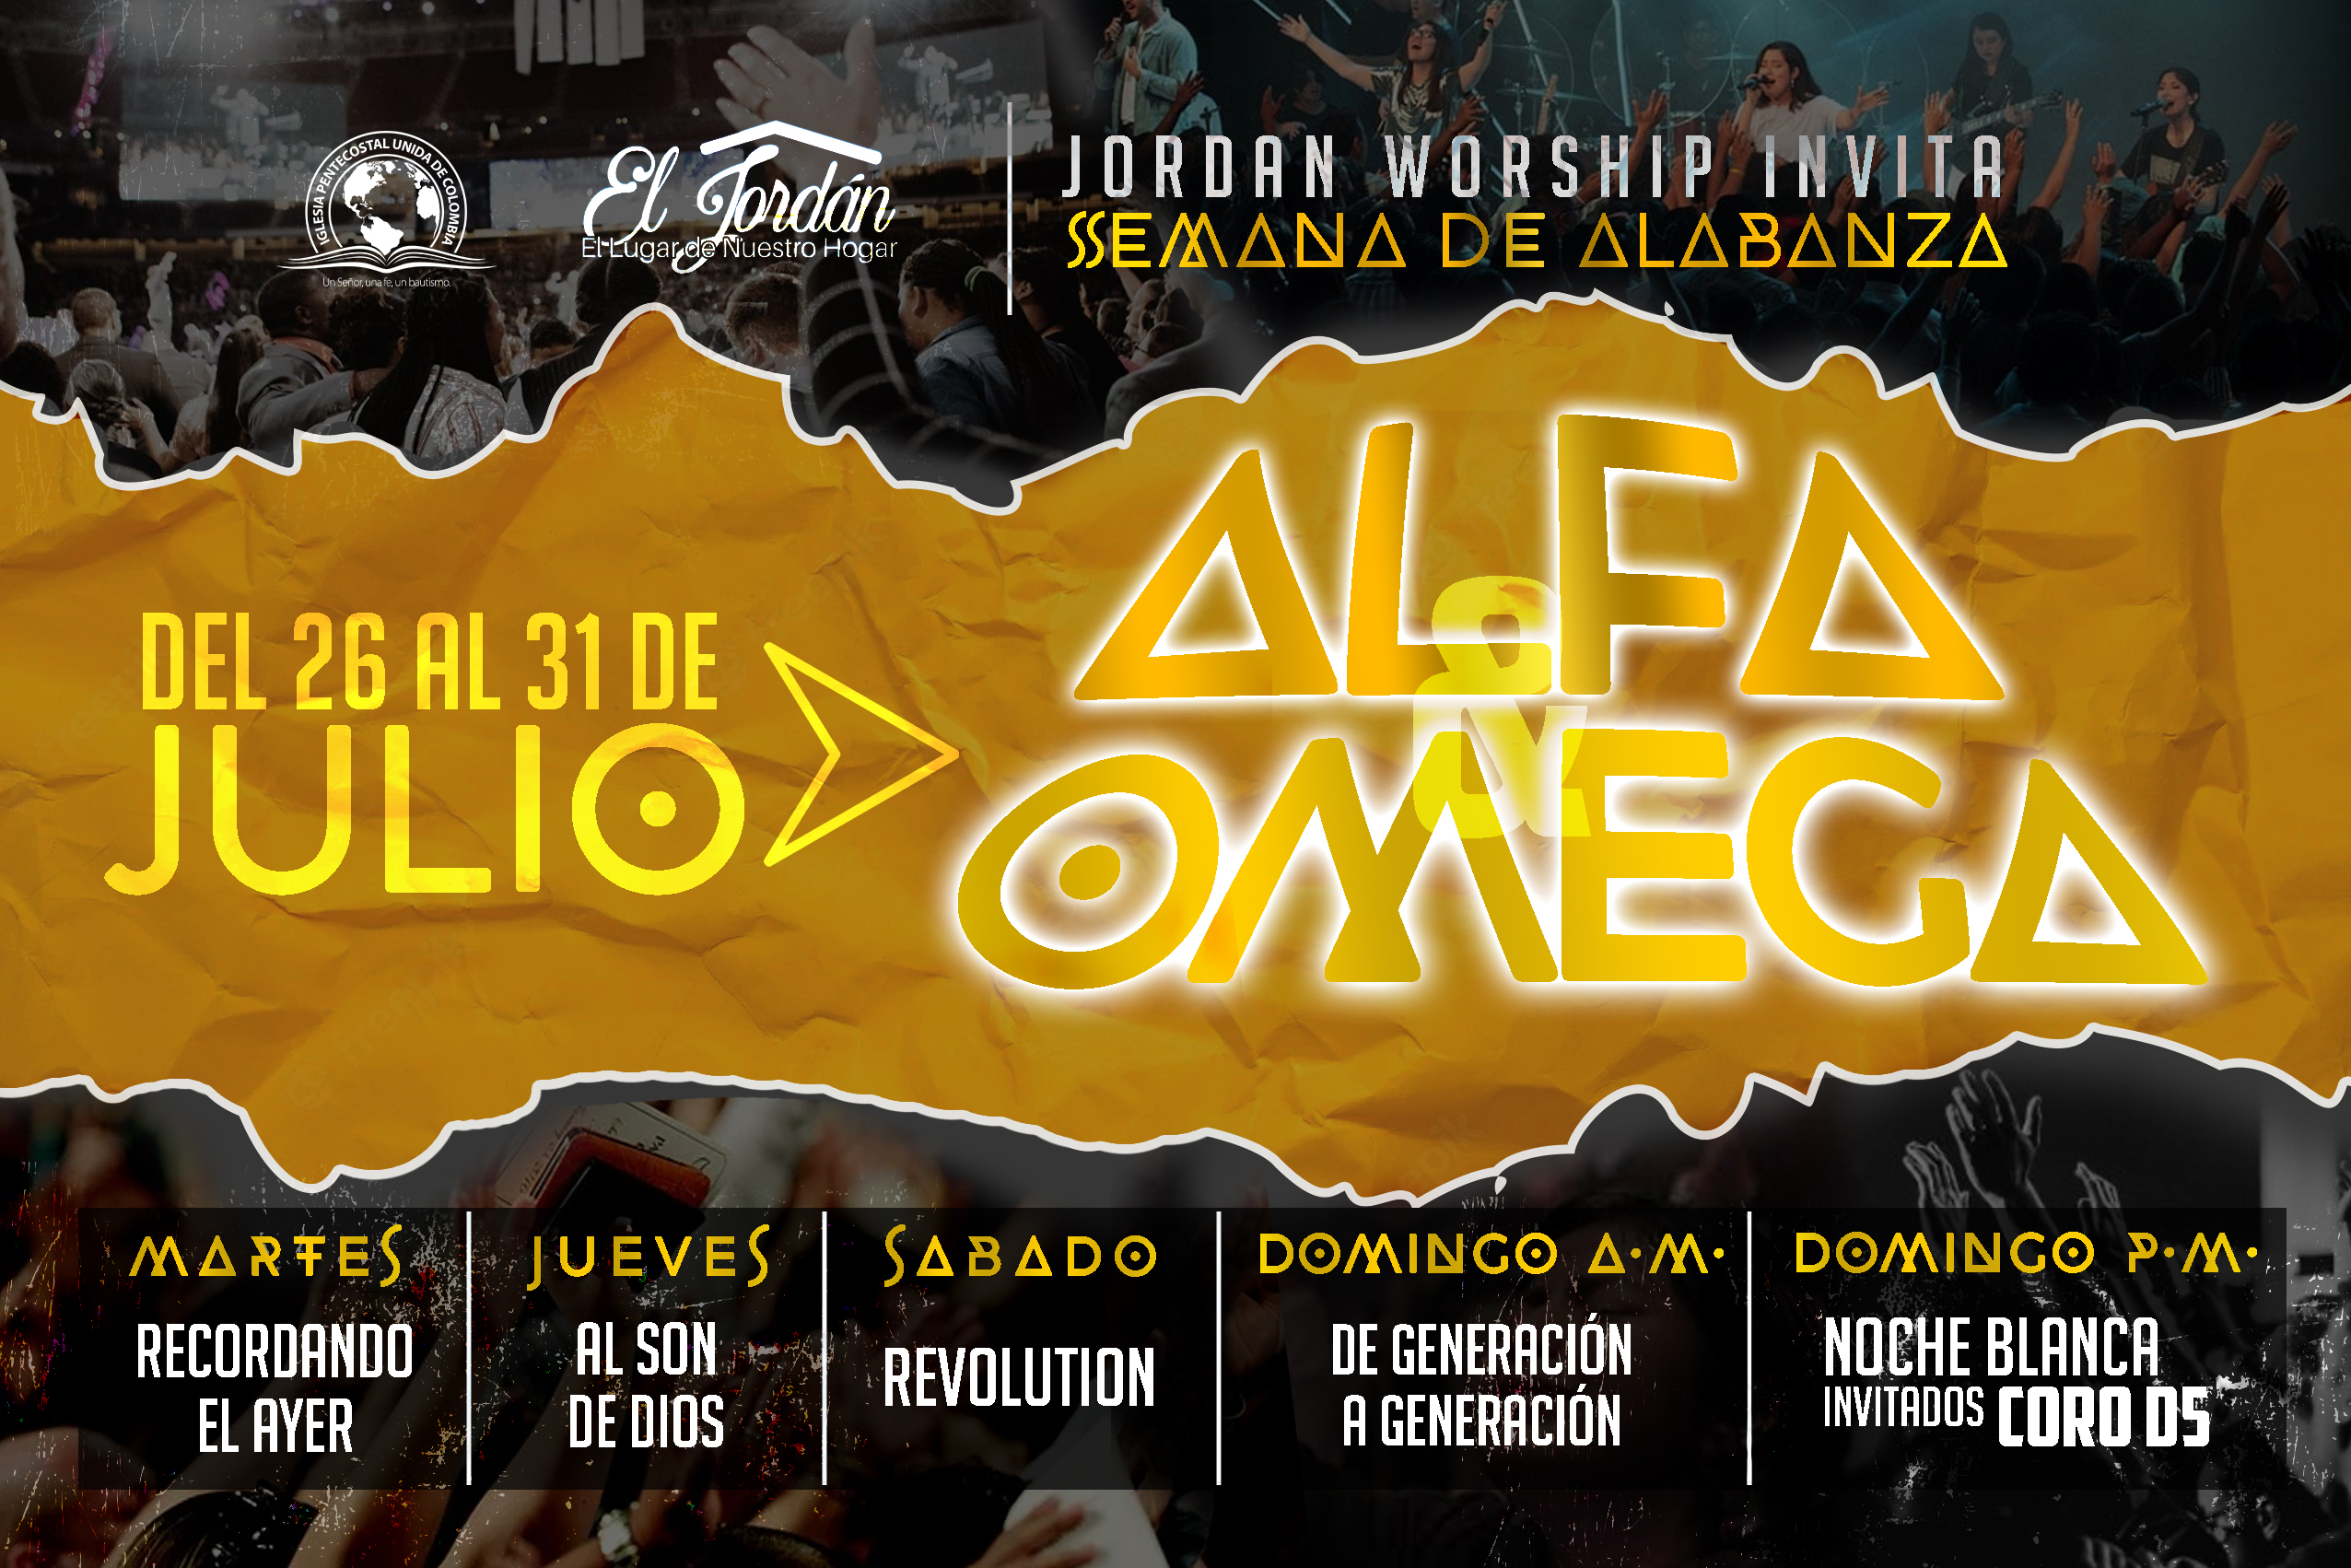 IGLESIA PENTECOSTAL UNIDA DE COLOMBIA
Un Señor, una fe, un bautismo.
El Jordán
El Lugar de Nuestro Hogar
JORDAN WORSHIP INVITA
SEMANA DE ALABANZA
DEL 26 AL 31 DE
JULIO
ALFA
&
OMEGA
MARTES
RECORDANDO
EL AYER
JUEVES
AL SON
DE DIOS
SABADO
REVOLUTION
DOMINGO A.M.
DE GENERACIÓN
A GENERACIÓN
DOMINGO P.M.
NOCHE BLANCA
INVITADOS CORO D5